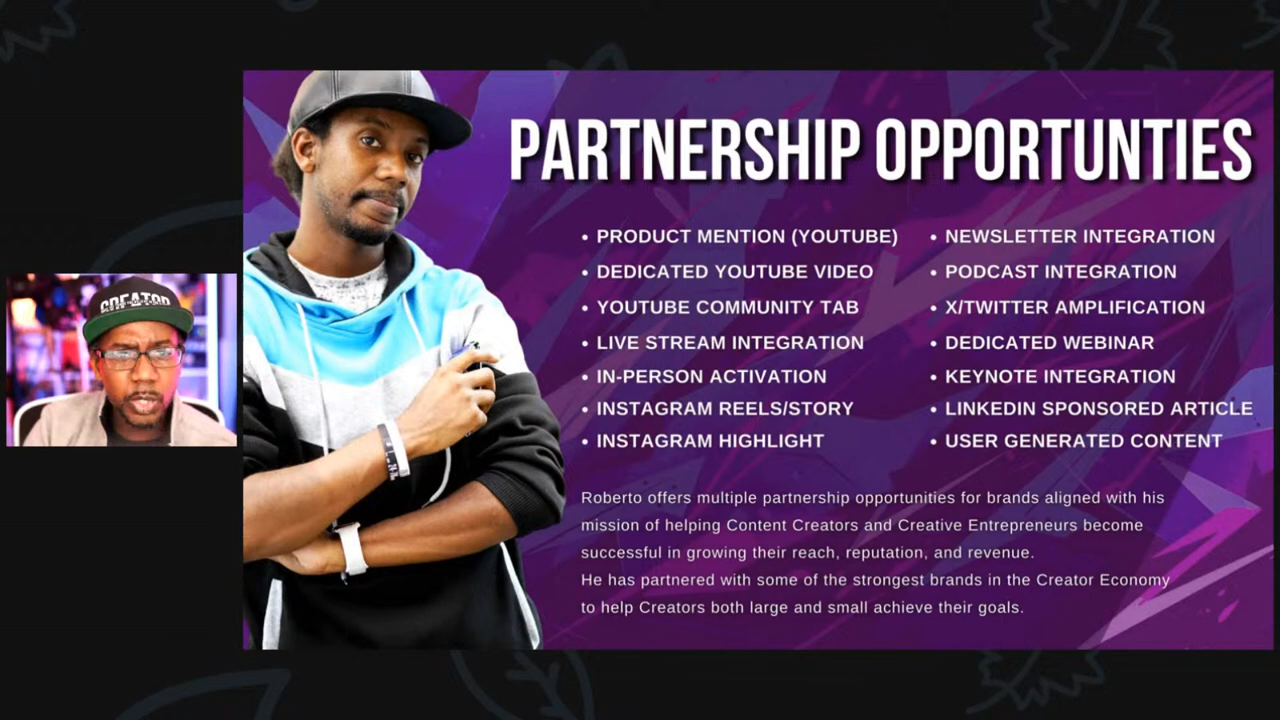 PARTNERSHIP OPPORTUNTIES
• PRODUCT MENTION (YOUTUBE)
• DEDICATED YOUTUBE VIDEO
• YOUTUBE COMMUNITY TAB
• LIVE STREAM INTEGRATION
• IN-PERSON ACTIVATION
• INSTAGRAM REELS/STORY
• INSTAGRAM HIGHLIGHT
• NEWSLETTER INTEGRATION
• PODCAST INTEGRATION
• X/TWITTER AMPLIFICATION
• DEDICATED WEBINAR
• KEYNOTE INTEGRATION
• LINKEDIN SPONSORED ARTICLE
• USER GENERATED CONTENT
Roberto offers multiple partnership opportunities for brands aligned with his
mission of helping Content Creators and Creative Entrepreneurs become
successful in growing their reach, reputation, and revenue.
He has partnered with some of the strongest brands in the Creator Economy
to help Creators both large and small achieve their goals.
CREATOR